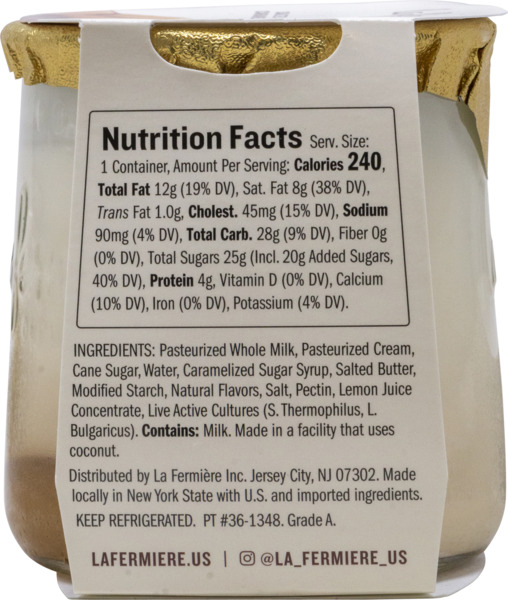 Nutrition Facts Serv. Size:
1 Container, Amount Per Serving: Calories 240,
Total Fat 12g (19% DV), Sat. Fat 8g (38% DV),
Trans Fat 1.0g, Cholest. 45mg (15% DV), Sodium
90mg (4% DV), Total Carb. 28g (9% DV), Fiber 0g
(0% DV), Total Sugars 25g (Incl. 20g Added Sugars,
40% DV), Protein 4g, Vitamin D (0% DV), Calcium
(10% DV), Iron (0% DV), Potassium (4% DV).
INGREDIENTS: Pasteurized Whole Milk, Pasteurized Cream,
Cane Sugar, Water, Caramelized Sugar Syrup, Salted Butter,
Modified Starch, Natural Flavors, Salt, Pectin, Lemon Juice
Concentrate, Live Active Cultures (S. Thermophilus, L.
Bulgaricus). Contains: Milk. Made in a facility that uses
coconut.
Distributed by La Fermière Inc. Jersey City, NJ 07302. Made
locally in New York State with U.S. and imported ingredients.
KEEP REFRIGERATED. PT #36-1348. Grade A.
LAFERMIERE.US | @LA_FERMIERE_US